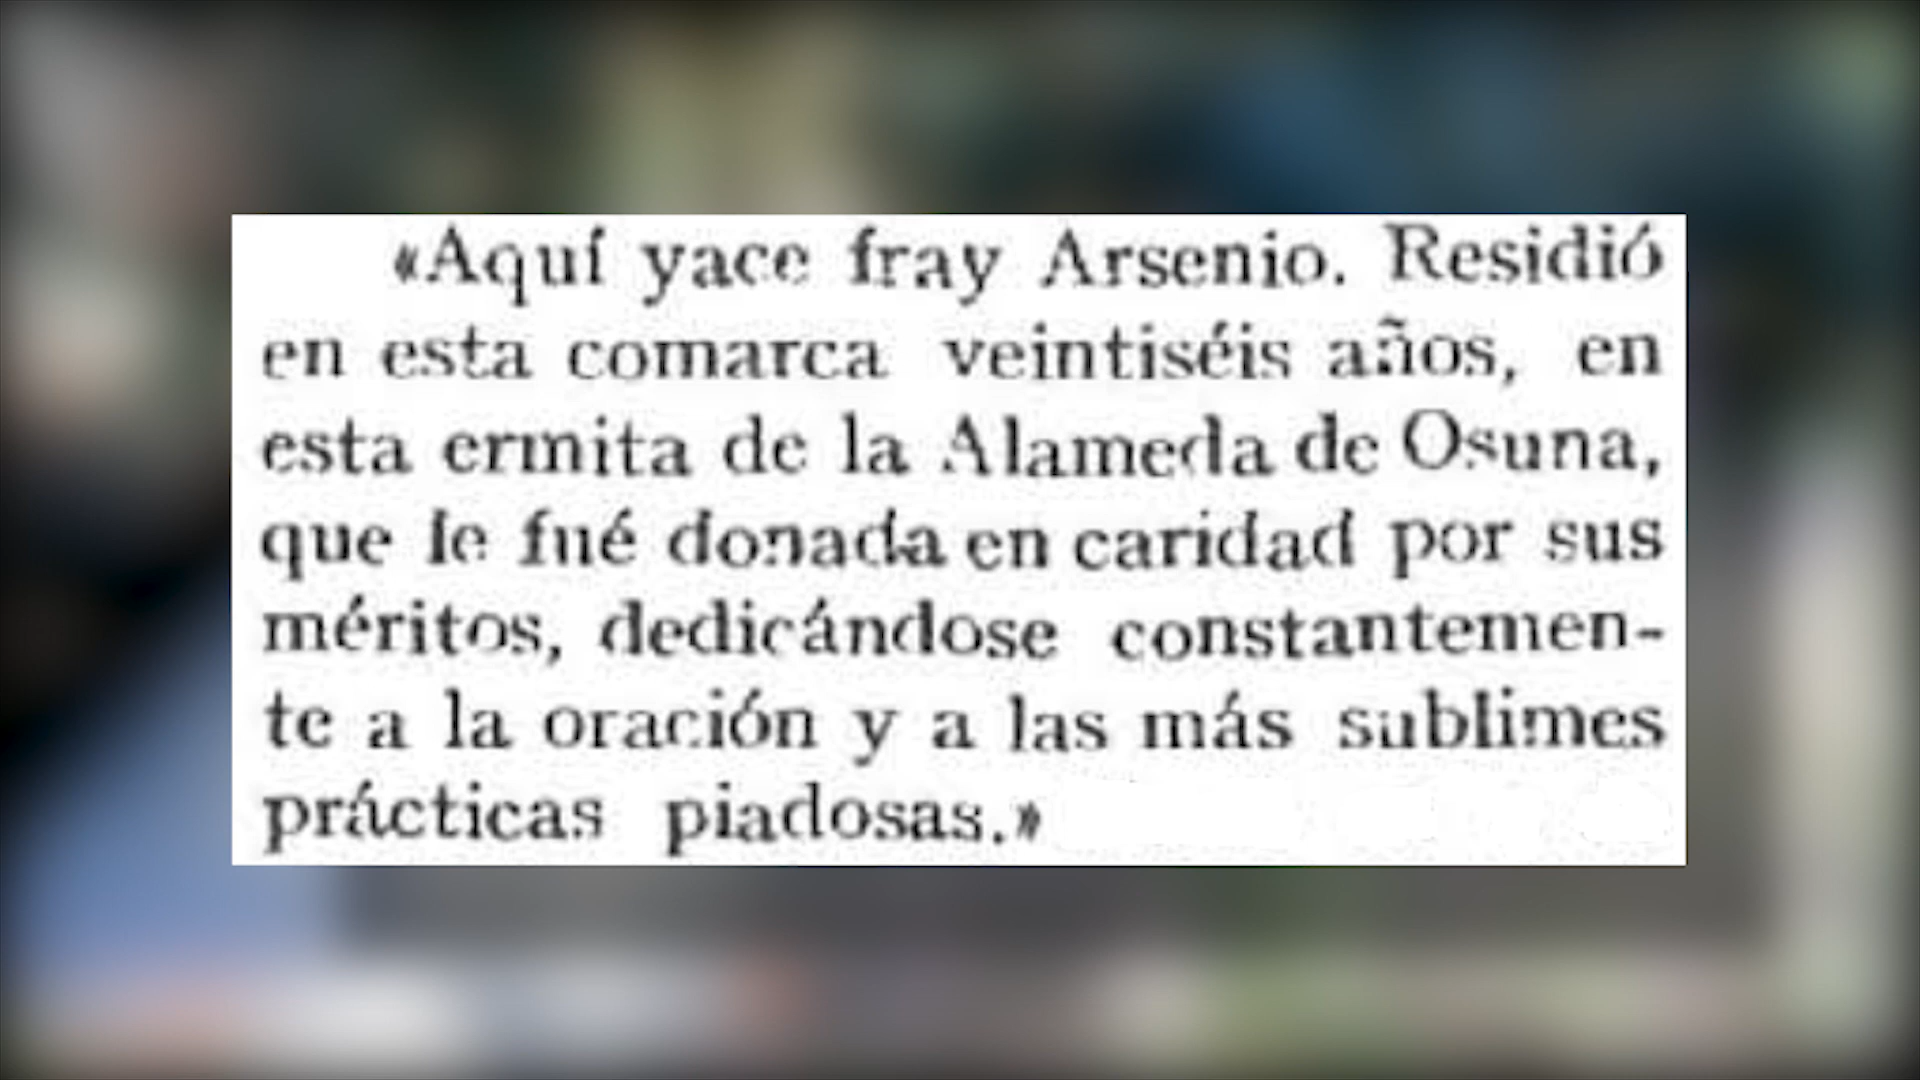 «Aquí yace fray Arsenio. Residió
en esta comarca veintiséis años, en
esta ermita de la Alameda de Osuna,
que le fué donada en caridad por sus
méritos, dedicándose constantemen-
te a la oración y a las más sublimes
prácticas piadosas.»